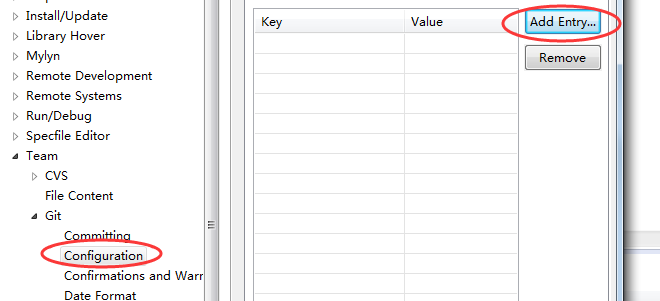 Install/Update
Library Hover
Mylyn
Remote Development
Remote Systems
Run/Debug
Specfile Editor
Team
CVS
File Content
Git
Committing
Configuration
Confirmations and Warr
Date Format
Key Value
Add Entry...
Remove